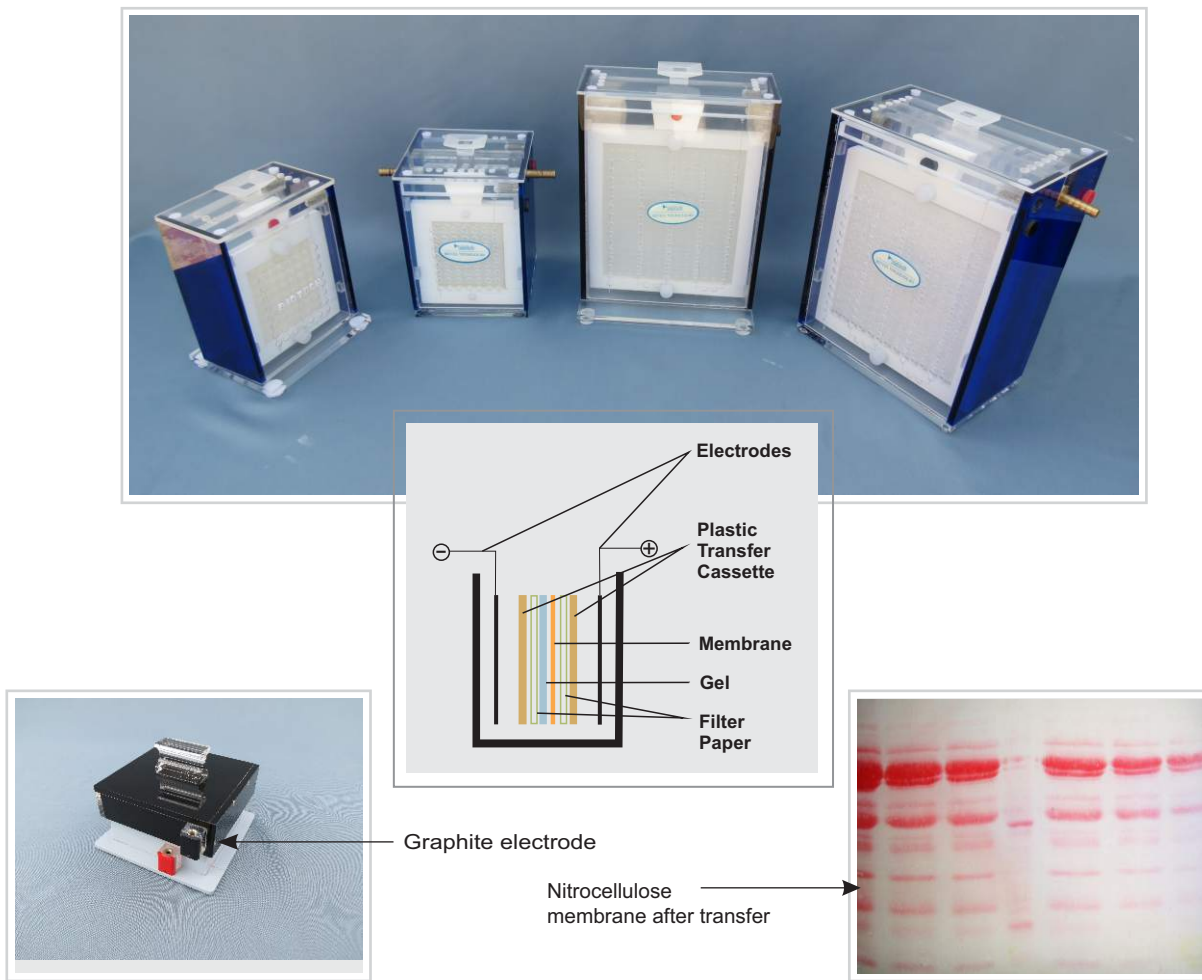 Electrodes
Plastic
Transfer
Cassette
Membrane
Gel
Filter
Paper
Graphite electrode
Nitrocellulose
membrane after transfer